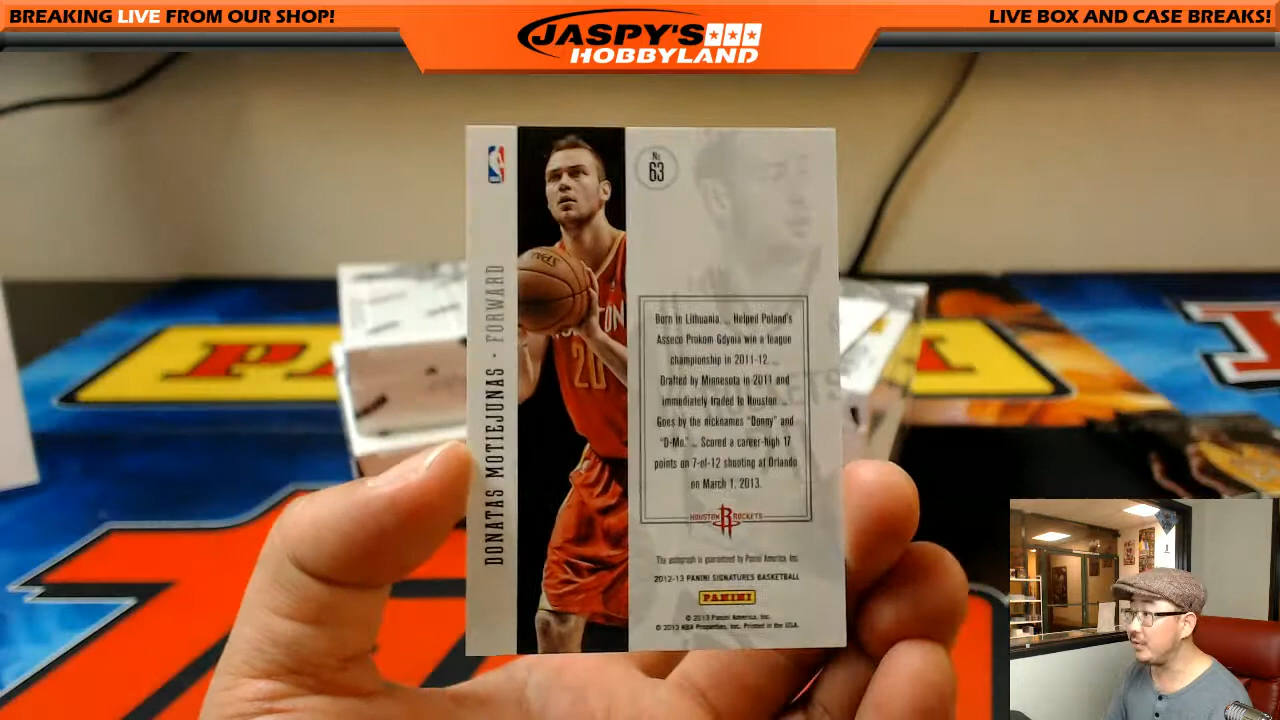 BREAKING LIVE FROM OUR SHOP!
JASPY'S
HOBBYLAND
LIVE BOX AND CASE BREAKS!
DONATAS MOTIEJUNAS · FORWARD
No.
63
HOUSTON
20
Born in Lithuania. ... Helped Poland's
Asseco Prokom Gdynia win a league
championship in 2011-12. ...
Drafted by Minnesota in 2011 and
immediately traded to Houston ...
Goes by the nicknames "Donny" and
"D-Mo." ... Scored a career-high 17
points on 7-of-12 shooting at Orlando
on March 1, 2013.
HOUSTON R ROCKETS
The autograph is guaranteed by Panini America, Inc.
2012-13 PANINI SIGNATURES BASKETBALL
PANINI
© 2013 Panini America, Inc.
© 2013 NBA Properties, Inc. Printed in the USA.